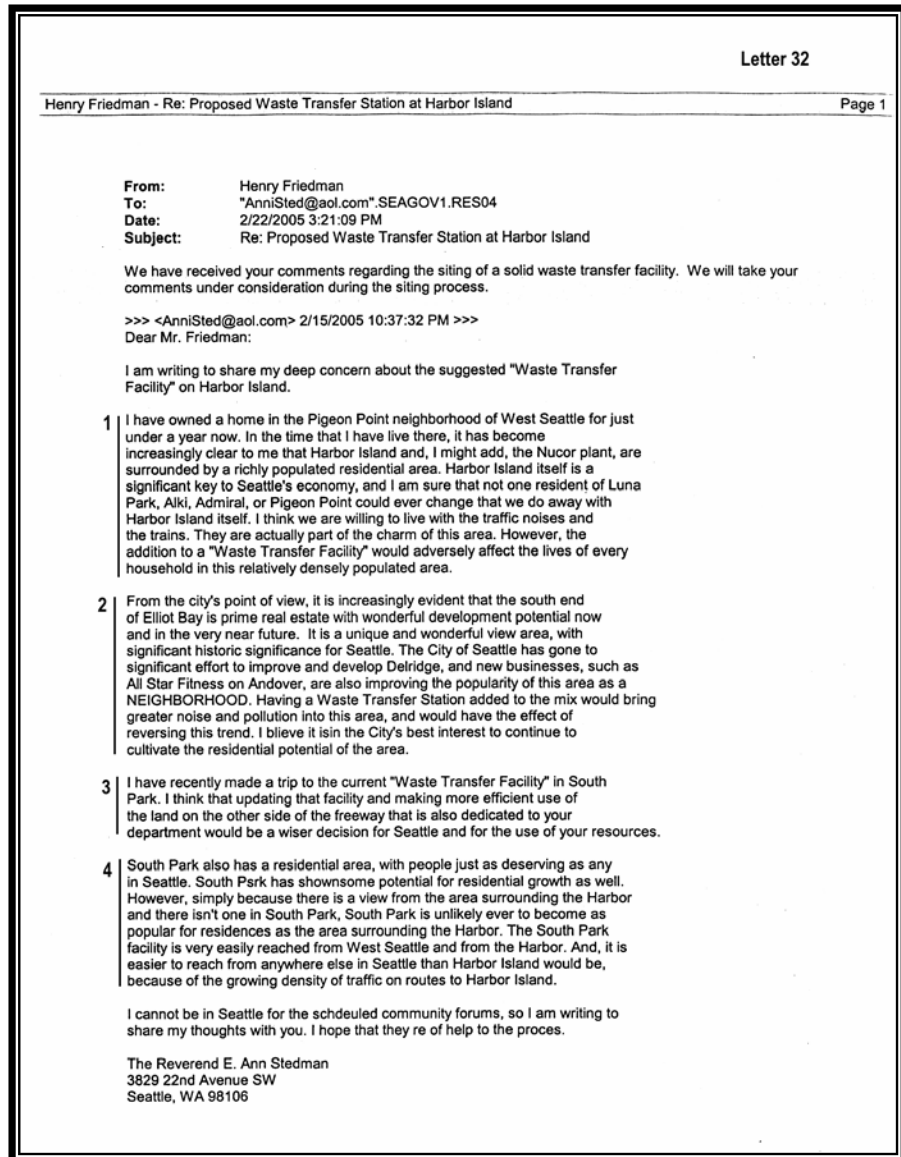 Letter 32
Henry Friedman - Re: Proposed Waste Transfer Station at Harbor Island Page 1
From: Henry Friedman
To: "AnniSted@aol.com".SEAGOV1.RES04
Date: 2/22/2005 3:21:09 PM
Subject: Re: Proposed Waste Transfer Station at Harbor Island
We have received your comments regarding the siting of a solid waste transfer facility. We will take your
comments under consideration during the siting process.
>>> <AnniSted@aol.com> 2/15/2005 10:37:32 PM >>>
Dear Mr. Friedman:
I am writing to share my deep concern about the suggested "Waste Transfer
Facility" on Harbor Island.
1 I have owned a home in the Pigeon Point neighborhood of West Seattle for just
under a year now. In the time that I have live there, it has become
increasingly clear to me that Harbor Island and, I might add, the Nucor plant, are
surrounded by a richly populated residential area. Harbor Island itself is a
significant key to Seattle's economy, and I am sure that not one resident of Luna
Park, Alki, Admiral, or Pigeon Point could ever change that we do away with
Harbor Island itself. I think we are willing to live with the traffic noises and
the trains. They are actually part of the charm of this area. However, the
addition to a "Waste Transfer Facility" would adversely affect the lives of every
household in this relatively densely populated area.
2 From the city's point of view, it is increasingly evident that the south end
of Elliot Bay is prime real estate with wonderful development potential now
and in the very near future. It is a unique and wonderful view area, with
significant historic significance for Seattle. The City of Seattle has gone to
significant effort to improve and develop Delridge, and new businesses, such as
All Star Fitness on Andover, are also improving the popularity of this area as a
NEIGHBORHOOD. Having a Waste Transfer Station added to the mix would bring
greater noise and pollution into this area, and would have the effect of
reversing this trend. I blieve it isin the City's best interest to continue to
cultivate the residential potential of the area.
3 I have recently made a trip to the current "Waste Transfer Facility" in South
Park. I think that updating that facility and making more efficient use of
the land on the other side of the freeway that is also dedicated to your
department would be a wiser decision for Seattle and for the use of your resources.
4 South Park also has a residential area, with people just as deserving as any
in Seattle. South Psrk has shownsome potential for residential growth as well.
However, simply because there is a view from the area surrounding the Harbor
and there isn't one in South Park, South Park is unlikely ever to become as
popular for residences as the area surrounding the Harbor. The South Park
facility is very easily reached from West Seattle and from the Harbor. And, it is
easier to reach from anywhere else in Seattle than Harbor Island would be,
because of the growing density of traffic on routes to Harbor Island.
I cannot be in Seattle for the schdeuled community forums, so I am writing to
share my thoughts with you. I hope that they re of help to the proces.
The Reverend E. Ann Stedman
3829 22nd Avenue SW
Seattle, WA 98106